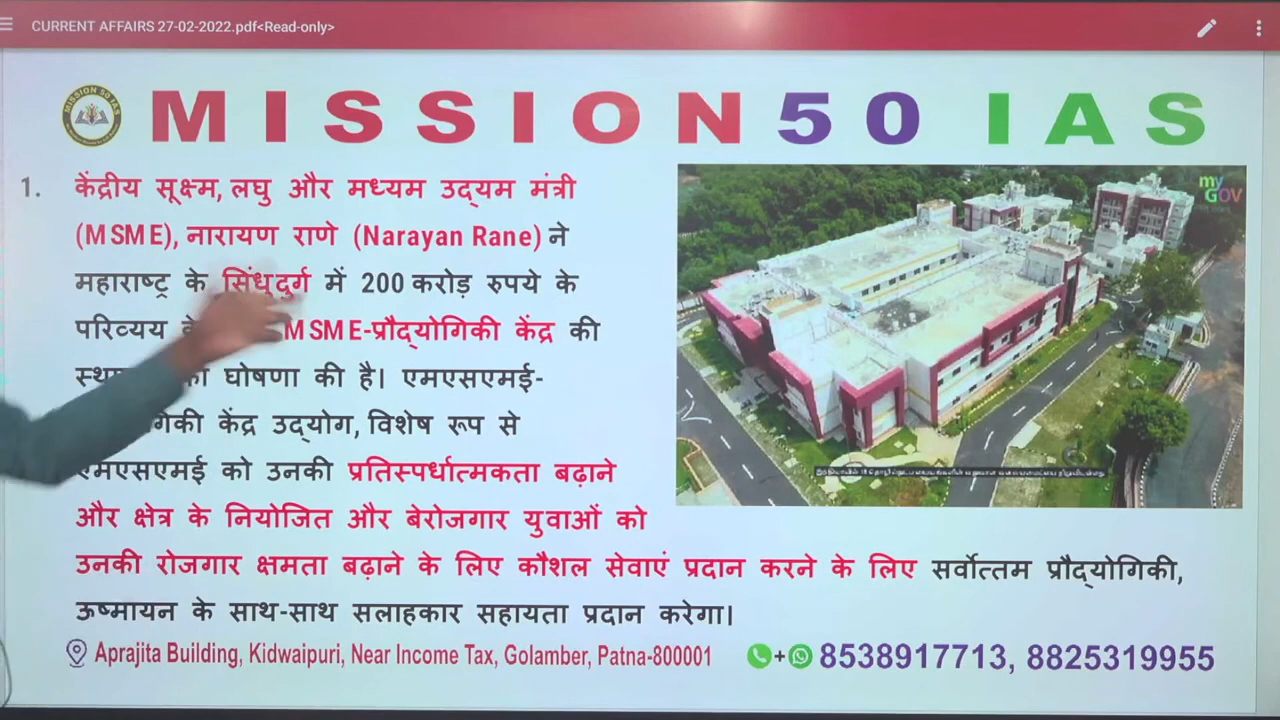 CURRENT AFFAIRS 27-02-2022.pdf<Read-only>
MISSION 50 IAS
MISSION 50 IAS
1. केंद्रीय सूक्ष्म, लघु और मध्यम उद्यम मंत्री
(MSME), नारायण राणे (Narayan Rane) ने
महाराष्ट्र के सिंधुदुर्ग में 200 करोड़ रुपये के
परिव्यय MSME-प्रौद्योगिकी केंद्र की
घोषणा की है। एमएसएमई-
केंद्र उद्योग, विशेष रूप से
एमएसएमई को उनकी प्रतिस्पर्धात्मकता बढ़ाने
और क्षेत्र के नियोजित और बेरोजगार युवाओं को
उनकी रोजगार क्षमता बढ़ाने के लिए कौशल सेवाएं प्रदान करने के लिए सर्वोत्तम प्रौद्योगिकी,
ऊष्मायन के साथ-साथ सलाहकार सहायता प्रदान करेगा।
my
GOV
Aprajita Building, Kidwaipuri, Near Income Tax, Golamber, Patna-800001
+ 8538917713, 8825319955